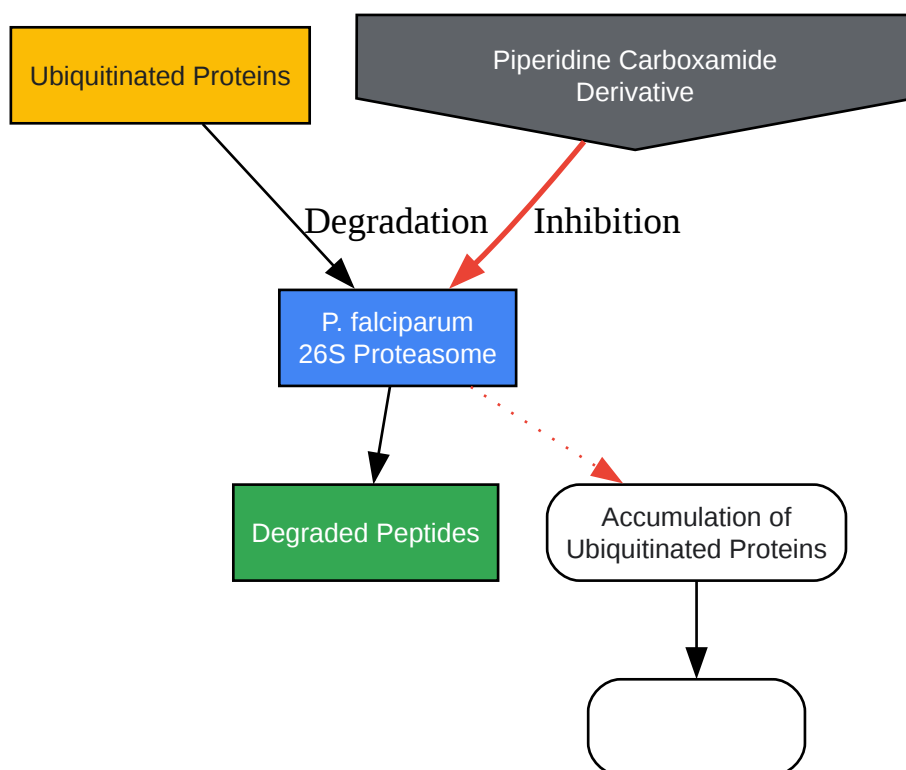 Ubiquitinated Proteins
Piperidine Carboxamide
Derivative
Degradation
Inhibition
P. falciparum
26S Proteasome
Degraded Peptides
Accumulation of
Ubiquitinated Proteins